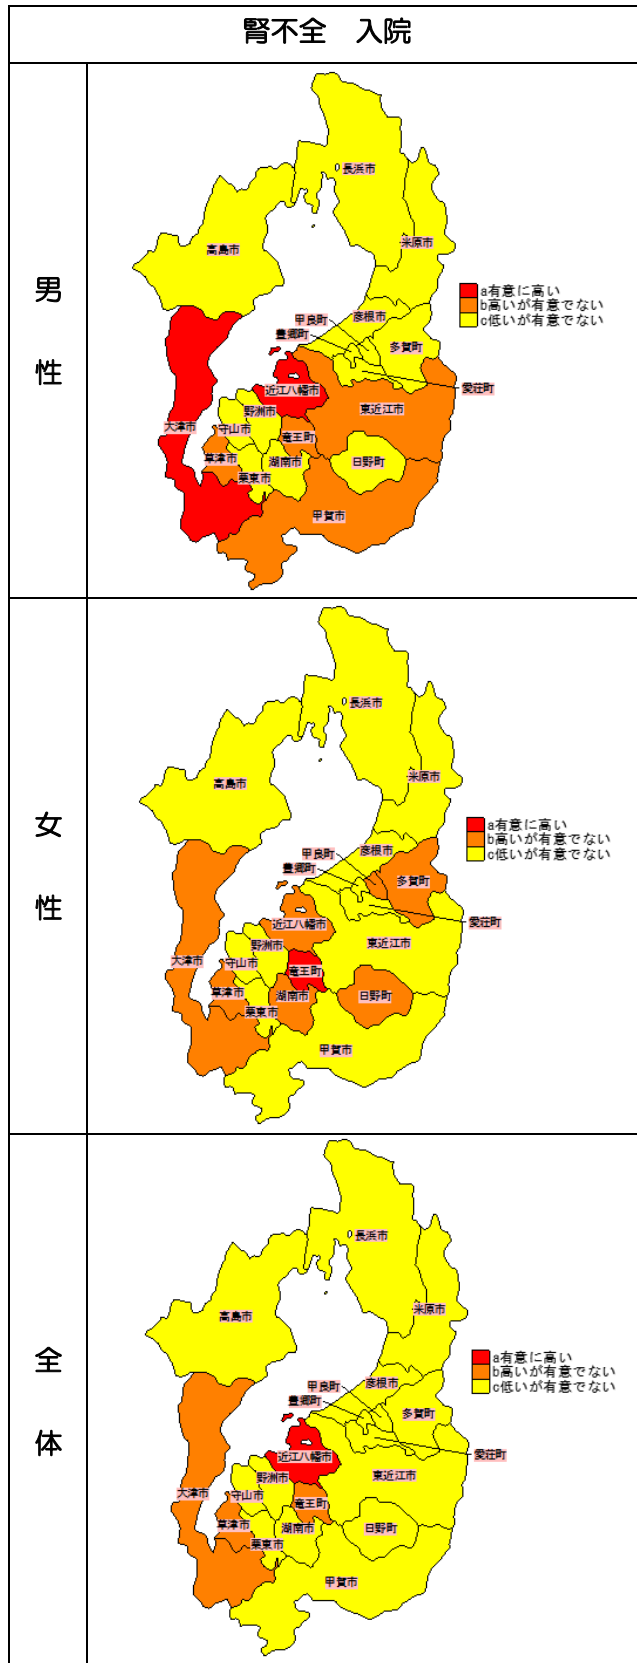 腎不全　入院
男性
長浜市
高島市
米原市
a有意に高い
b高いが有意でない
c低いが有意でない
彦根市
甲良町
豊郷町
多賀町
愛荘町
近江八幡市
東近江市
野洲市
守山市
大津市
竜王町
草津市
湖南市
日野町
栗東市
甲賀市
女性
長浜市
米原市
高島市
a有意に高い
b高いが有意でない
c低いが有意でない
彦根市
甲良町
豊郷町
多賀町
愛荘町
近江八幡市
東近江市
野洲市
守山市
大津市
竜王町
草津市
湖南市
日野町
栗東市
甲賀市
全体
長浜市
米原市
高島市
a有意に高い
b高いが有意でない
c低いが有意でない
彦根市
甲良町
豊郷町
多賀町
愛荘町
近江八幡市
東近江市
野洲市
大津市
守山市
竜王町
草津市
湖南市
日野町
栗東市
甲賀市